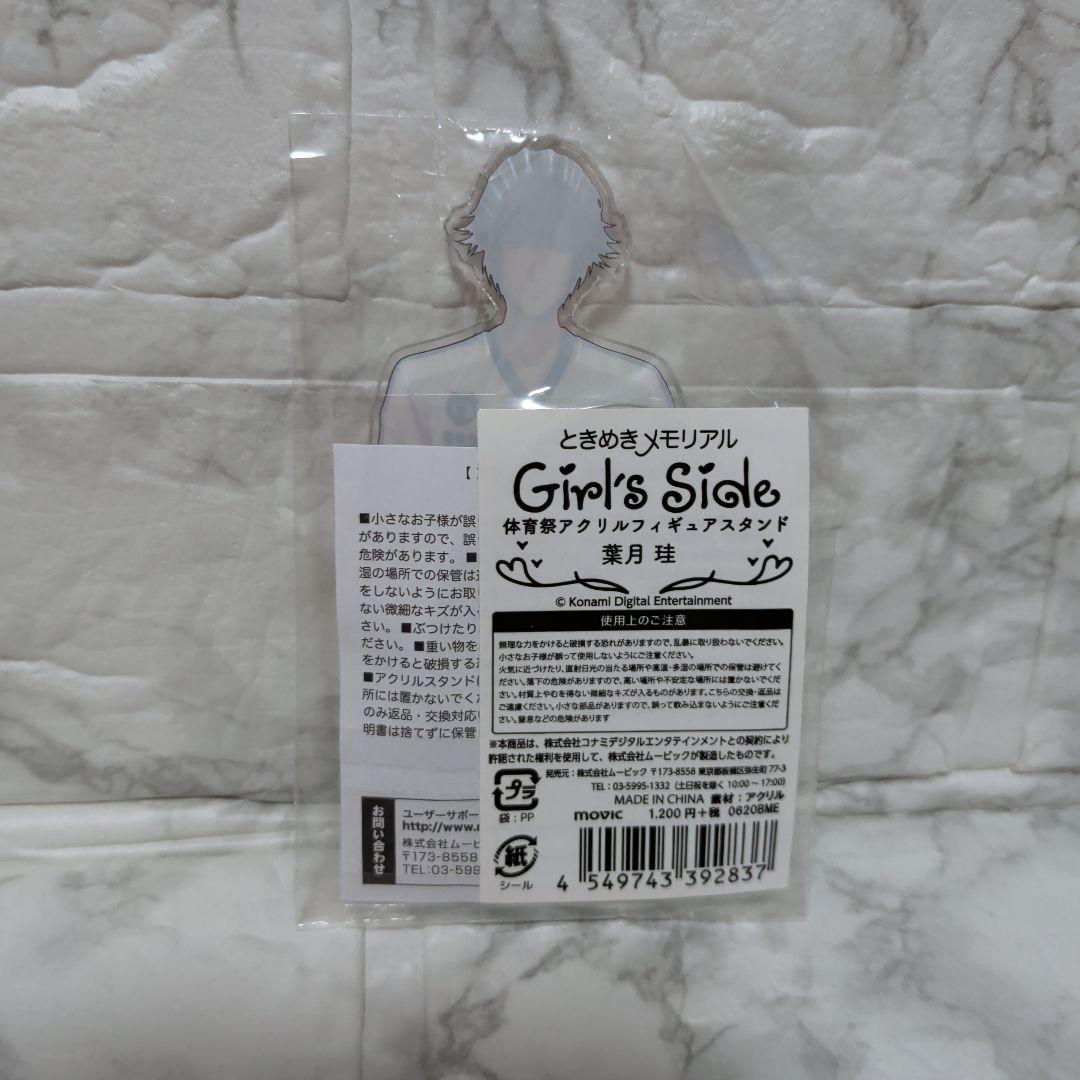 ときめきメモリアル
Girl's Side
体育祭アクリルフィギュアスタンド
葉月 珪
© Konami Digital Entertainment
使用上のご注意
無理な力をかけると破損する恐れがありますので、乱暴に取り扱わないでください。
小さなお子様が誤って使用しないようにご注意ください。
火気に近づけたり、直射日光の当たる場所や高温・多湿の場所での保管は避けてく
ださい。落下の危険がありますので、高い場所や不安定な場所には置かないでくだ
さい。材質上やむを得ない微細なキズが入るものがあります。こちらの交換・返品は
ご遠慮ください。小さな部品がありますので、誤って飲み込まないようにご注意くだ
さい。窒息などの危険があります
※本商品は、株式会社コナミデジタルエンタテインメントとの契約により
許諾された権利を使用して、株式会社ムービックが製造したものです。
発売元：株式会社ムービック 〒173-8558 東京都板橋区弥生町 77-3
TEL：03-5995-1332（土日祝を除く 10:00～17:00）
MADE IN CHINA 素材：アクリル
プラ
袋：PP
movic 1,200 円＋税 0620BME
紙
シール
4 549743 392837
【
■小さなお子様が誤
がありますので、誤
危険があります。■
湿の場所での保管は
をしないようにお取り
ない微細なキズが入
さい。■ぶつけたり
ださい。■重い物を
をかけると破損する
■アクリルスタンドに
所には置かないでく
のみ返品・交換対応
明書は捨てずに保管
お問い合わせ
ユーザーサポー
http://www.
株式会社ムービッ
〒173-8558
TEL:03-599